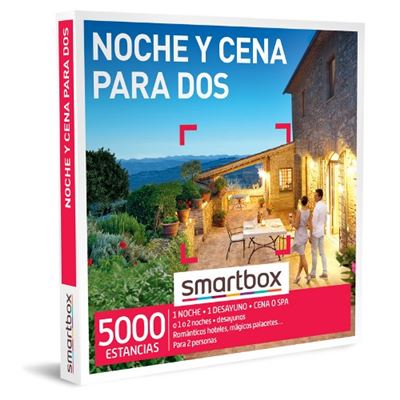 NOCHE Y CENA
PARA DOS
NOCHE Y CENA PARA DOS
smartbox
smartbox
5000
ESTANCIAS
1 NOCHE • 1 DESAYUNO • CENA O SPA
o 1 o 2 noches • desayunos
Románticos hoteles, mágicos palacetes...
Para 2 personas